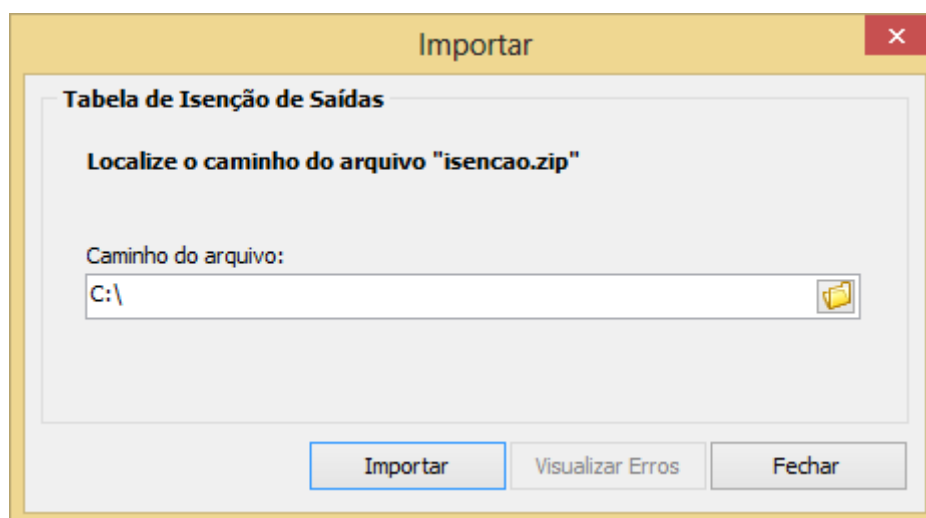 Importar
Tabela de Isenção de Saídas
Localize o caminho do arquivo "isencao.zip"
Caminho do arquivo:
C:\
Importar
Visualizar Erros
Fechar